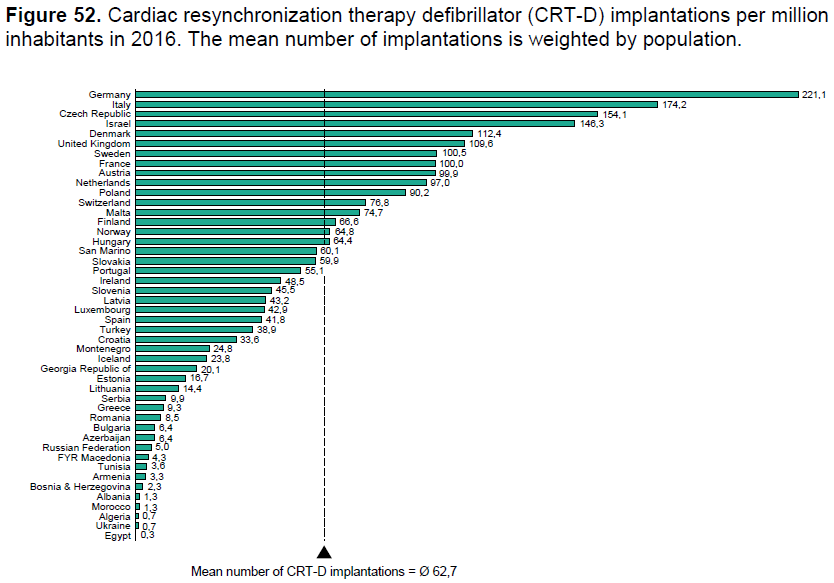 Figure 52. Cardiac resynchronization therapy defibrillator (CRT-D) implantations per million
inhabitants in 2016. The mean number of implantations is weighted by population.
Germany 221,1
Italy 174,2
Czech Republic 154,1
Israel 146,3
Denmark 112,4
United Kingdom 109,6
Sweden 100,5
France 100,0
Austria 99,9
Netherlands 97,0
Poland 90,2
Switzerland 76,8
Malta 74,7
Finland 66,6
Norway 64,8
Hungary 64,4
San Marino 60,1
Slovakia 59,9
Portugal 55,1
Ireland 48,5
Slovenia 45,5
Latvia 43,2
Luxembourg 42,9
Spain 41,8
Turkey 38,9
Croatia 33,6
Montenegro 24,8
Iceland 23,8
Georgia Republic of 20,1
Estonia 16,7
Lithuania 14,4
Serbia 9,9
Greece 9,3
Romania 8,5
Bulgaria 6,4
Azerbaijan 6,4
Russian Federation 5,0
FYR Macedonia 4,3
Tunisia 3,6
Armenia 3,3
Bosnia & Herzegovina 2,3
Albania 1,3
Morocco 1,3
Algeria 0,7
Ukraine 0,7
Egypt 0,3
Mean number of CRT-D implantations = Ø 62,7